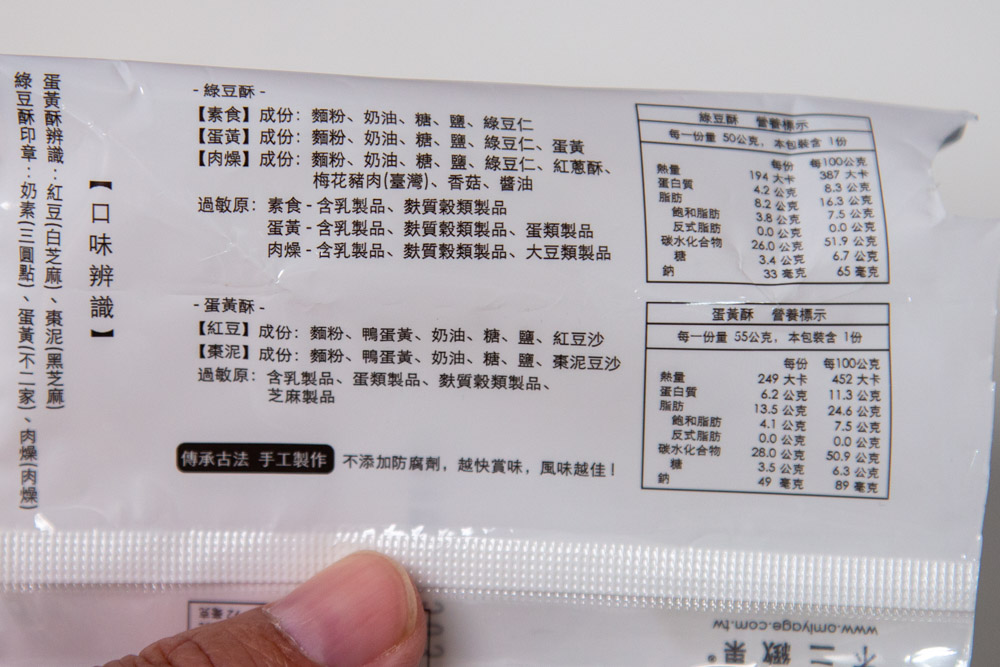 【口味辨識】
蛋黃酥辨識：紅豆(白芝麻)、棗泥(黑芝麻)
綠豆酥印章：奶素(三圓點)、蛋黃(不二家)、肉燥(肉燥)
- 綠豆酥 -
【素食】成份：麵粉、奶油、糖、鹽、綠豆仁
【蛋黃】成份：麵粉、奶油、糖、鹽、綠豆仁、蛋黃
【肉燥】成份：麵粉、奶油、糖、鹽、綠豆仁、紅蔥酥、
梅花豬肉(臺灣)、香菇、醬油
過敏原：素食 - 含乳製品、麩質穀類製品
蛋黃 - 含乳製品、麩質穀類製品、蛋類製品
肉燥 - 含乳製品、麩質穀類製品、大豆類製品
- 蛋黃酥 -
【紅豆】成份：麵粉、鴨蛋黃、奶油、糖、鹽、紅豆沙
【棗泥】成份：麵粉、鴨蛋黃、奶油、糖、鹽、棗泥豆沙
過敏原：含乳製品、蛋類製品、麩質穀類製品、
芝麻製品
傳承古法 手工製作 不添加防腐劑，越快賞味，風味越佳！
綠豆酥 營養標示
每一份量 50公克，本包裝含 1份
每份 每100公克
熱量 194 大卡 387 大卡
蛋白質 4.2 公克 8.3 公克
脂肪 8.2 公克 16.3 公克
飽和脂肪 3.8 公克 7.5 公克
反式脂肪 0.0 公克 0.0 公克
碳水化合物 26.0 公克 51.9 公克
糖 3.4 公克 6.7 公克
鈉 33 毫克 65 毫克
蛋黃酥 營養標示
每一份量 55公克，本包裝含 1份
每份 每100公克
熱量 249 大卡 452 大卡
蛋白質 6.2 公克 11.3 公克
脂肪 13.5 公克 24.6 公克
飽和脂肪 4.1 公克 7.5 公克
反式脂肪 0.0 公克 0.0 公克
碳水化合物 28.0 公克 50.9 公克
糖 3.5 公克 6.3 公克
鈉 49 毫克 89 毫克
www.omiyage.com.tw
不二緻果